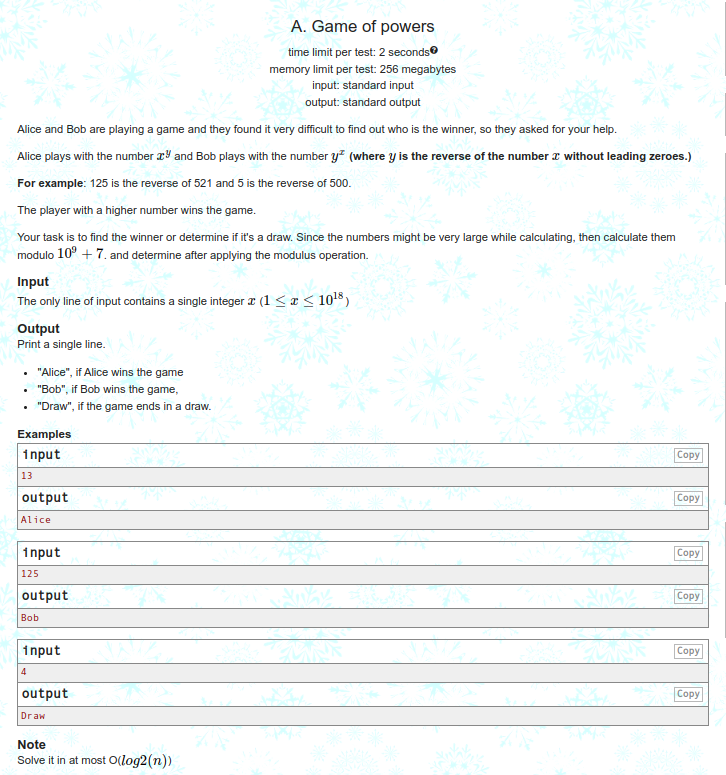 A. Game of powers
time limit per test: 2 seconds?
memory limit per test: 256 megabytes
input: standard input
output: standard output
Alice and Bob are playing a game and they found it very difficult to find out who is the winner, so they asked for your help.
Alice plays with the number x^y and Bob plays with the number y^x (where y is the reverse of the number x without leading zeroes.)
For example: 125 is the reverse of 521 and 5 is the reverse of 500.
The player with a higher number wins the game.
Your task is to find the winner or determine if it's a draw. Since the numbers might be very large while calculating, then calculate them
modulo 10^9 + 7. and determine after applying the modulus operation.
Input
The only line of input contains a single integer x (1 ≤ x ≤ 10^18)
Output
Print a single line.
• "Alice", if Alice wins the game
• "Bob", if Bob wins the game,
• "Draw", if the game ends in a draw.
Examples
input Copy
13
output Copy
Alice
input Copy
125
output Copy
Bob
input Copy
4
output Copy
Draw
Note
Solve it in at most O(log2(n))